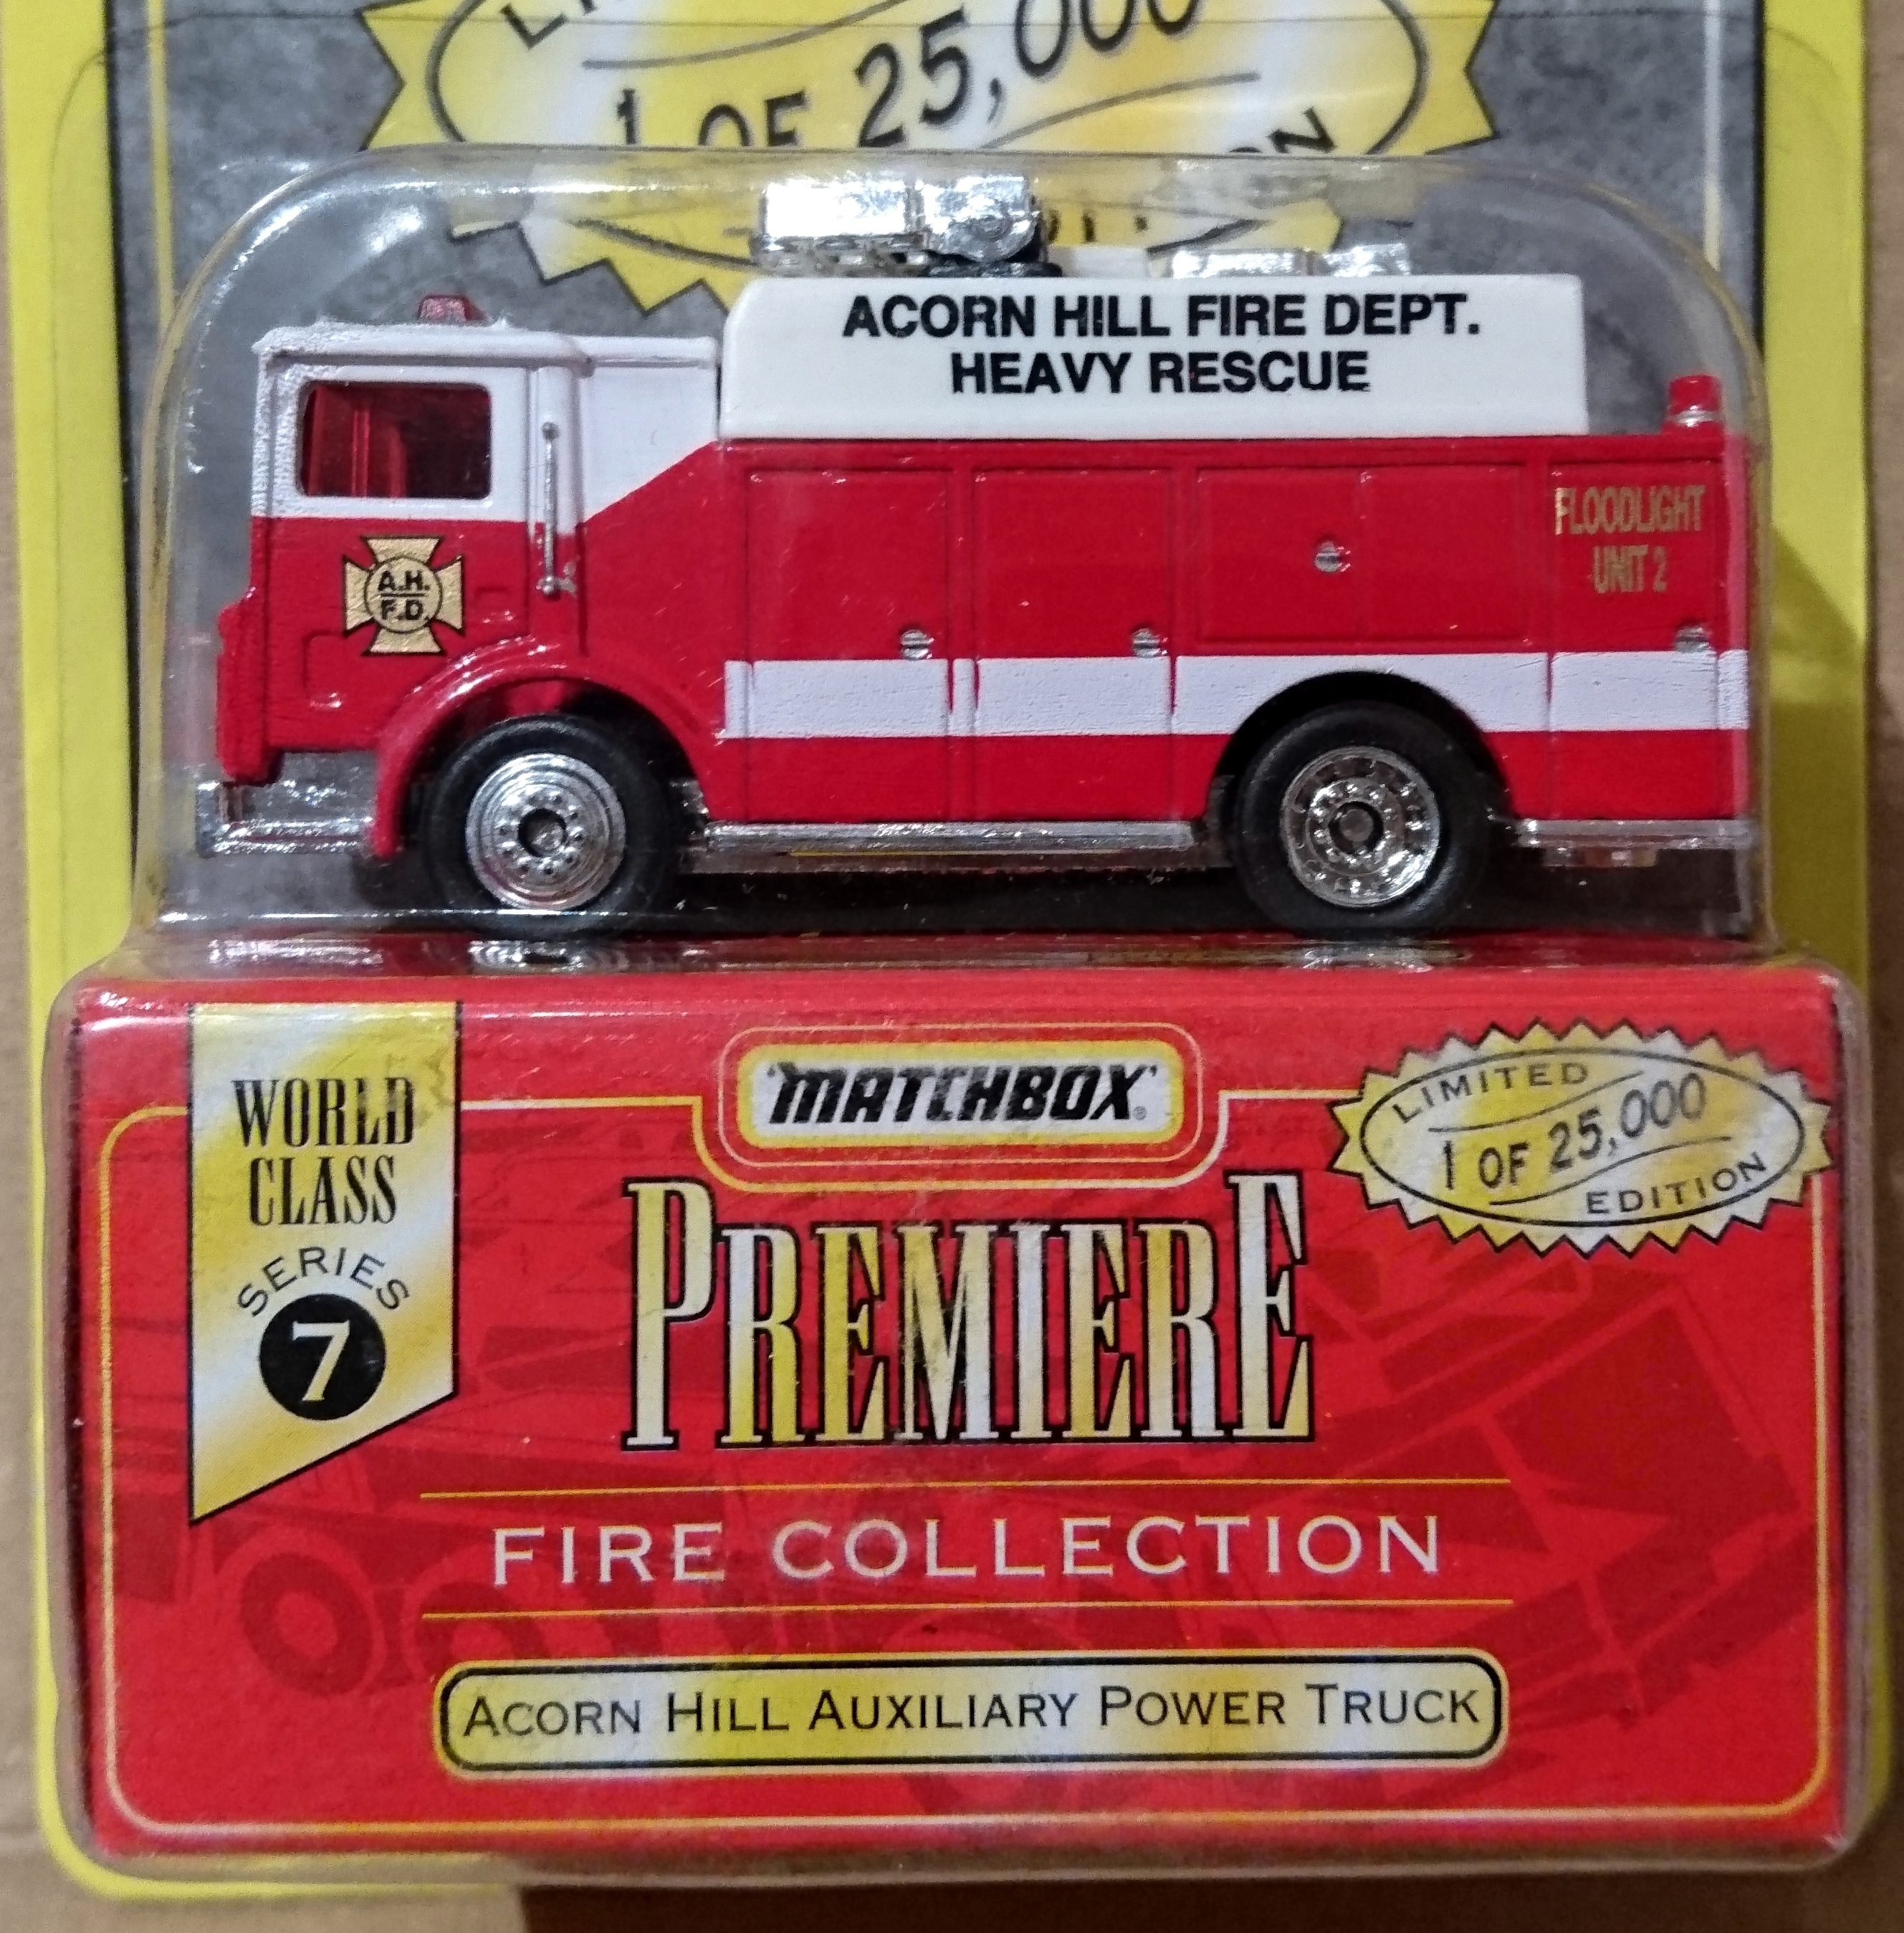 1 OF 25,000
ACORN HILL FIRE DEPT.
HEAVY RESCUE
FLOODLIGHT
UNIT 2
A.H.
F.D.
WORLD
CLASS
SERIES
7
'MATCHBOX'®
LIMITED
1 OF 25,000
EDITION
PREMIERE
FIRE COLLECTION
ACORN HILL AUXILIARY POWER TRUCK